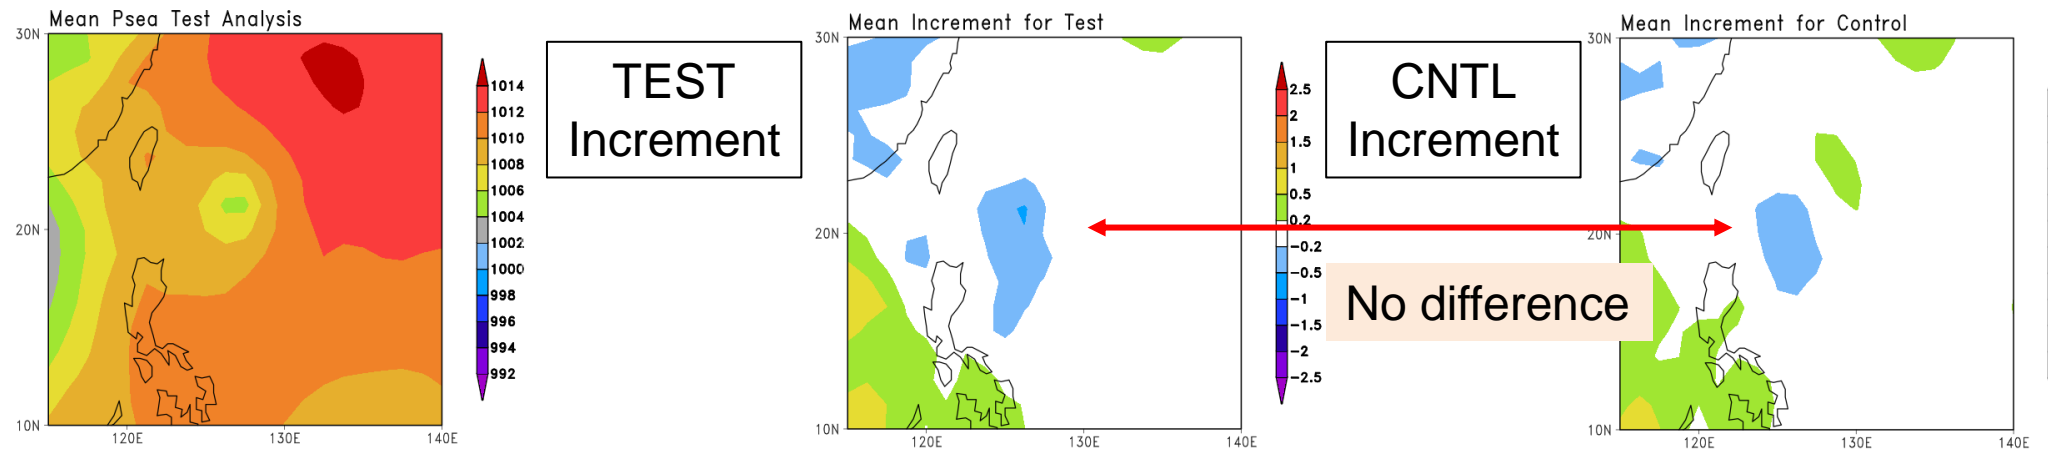 Mean Psea Test Analysis
30N
20N
10N
120E
130E
140E
1014
1012
1010
1008
1006
1004
1002
1000
998
996
994
992
TEST
Increment
Mean Increment for Test
30N
20N
10N
120E
130E
140E
2.5
2
1.5
1
0.5
0.2
-0.2
-0.5
-1
-1.5
-2
-2.5
CNTL
Increment
No difference
Mean Increment for Control
30N
20N
10N
120E
130E
140E